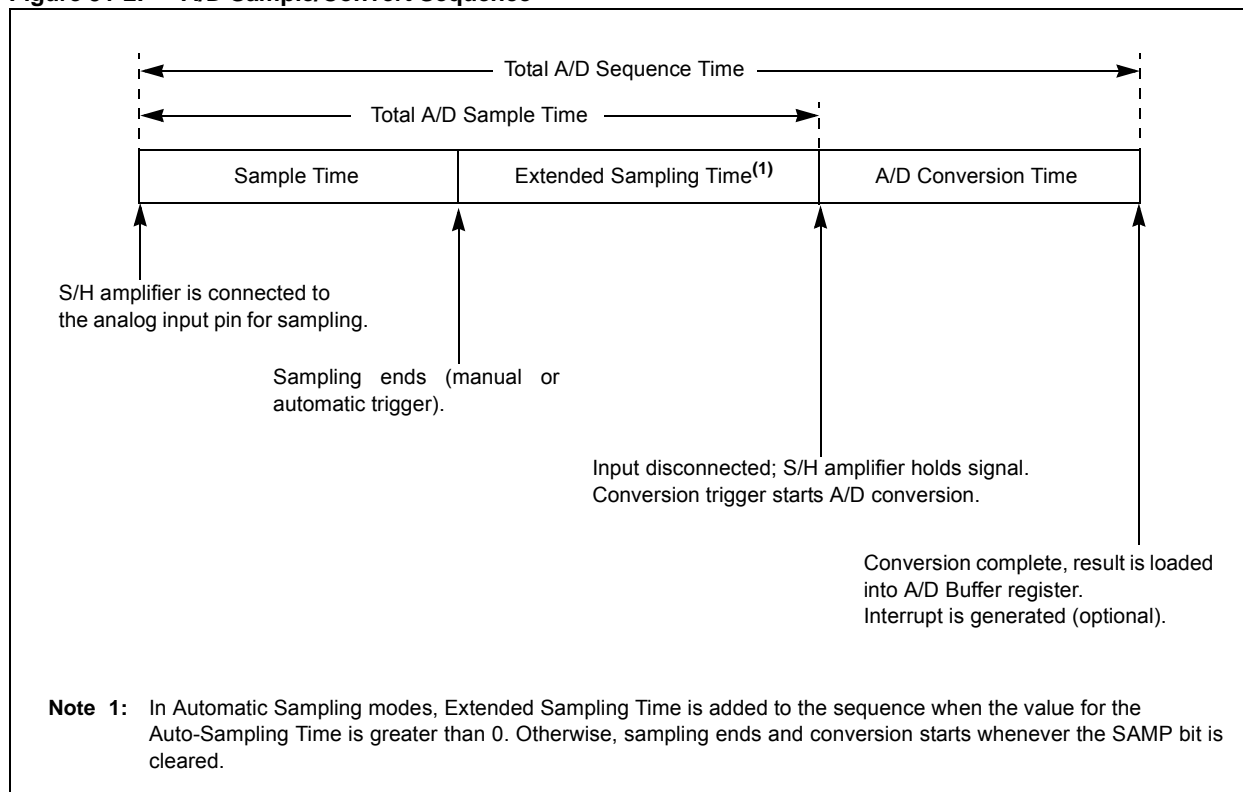 Total A/D Sequence Time
Total A/D Sample Time
Sample Time
Extended Sampling Time(1)
A/D Conversion Time
S/H amplifier is connected to
the analog input pin for sampling.
Sampling ends (manual or
automatic trigger).
Input disconnected; S/H amplifier holds signal.
Conversion trigger starts A/D conversion.
Conversion complete, result is loaded
into A/D Buffer register.
Interrupt is generated (optional).
Note 1: In Automatic Sampling modes, Extended Sampling Time is added to the sequence when the value for the
Auto-Sampling Time is greater than 0. Otherwise, sampling ends and conversion starts whenever the SAMP bit is
cleared.